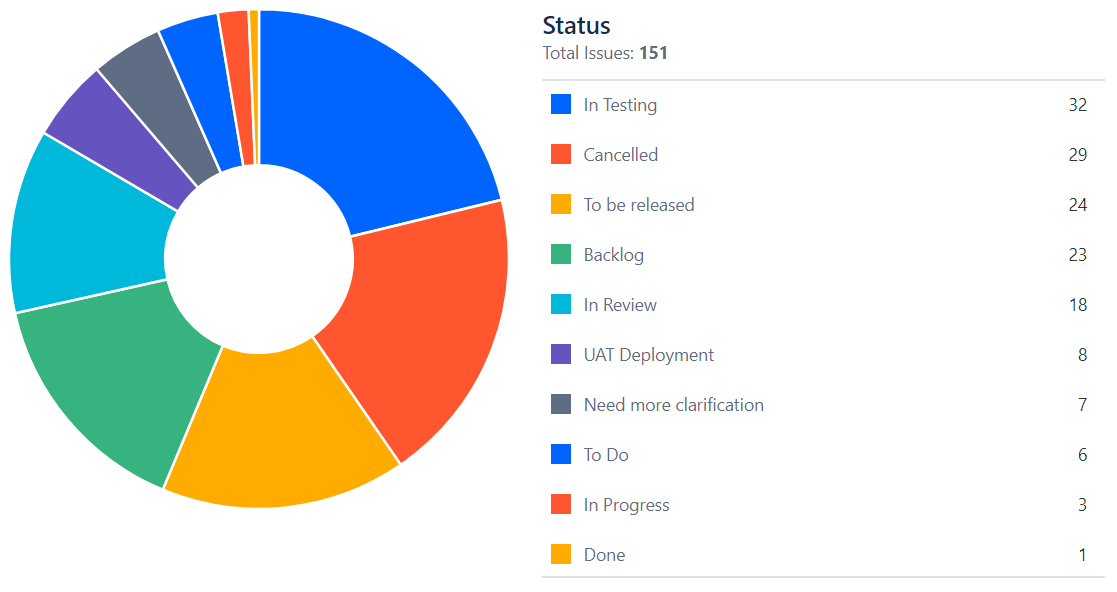 Status
Total Issues: 151
In Testing 32
Cancelled 29
To be released 24
Backlog 23
In Review 18
UAT Deployment 8
Need more clarification 7
To Do 6
In Progress 3
Done 1